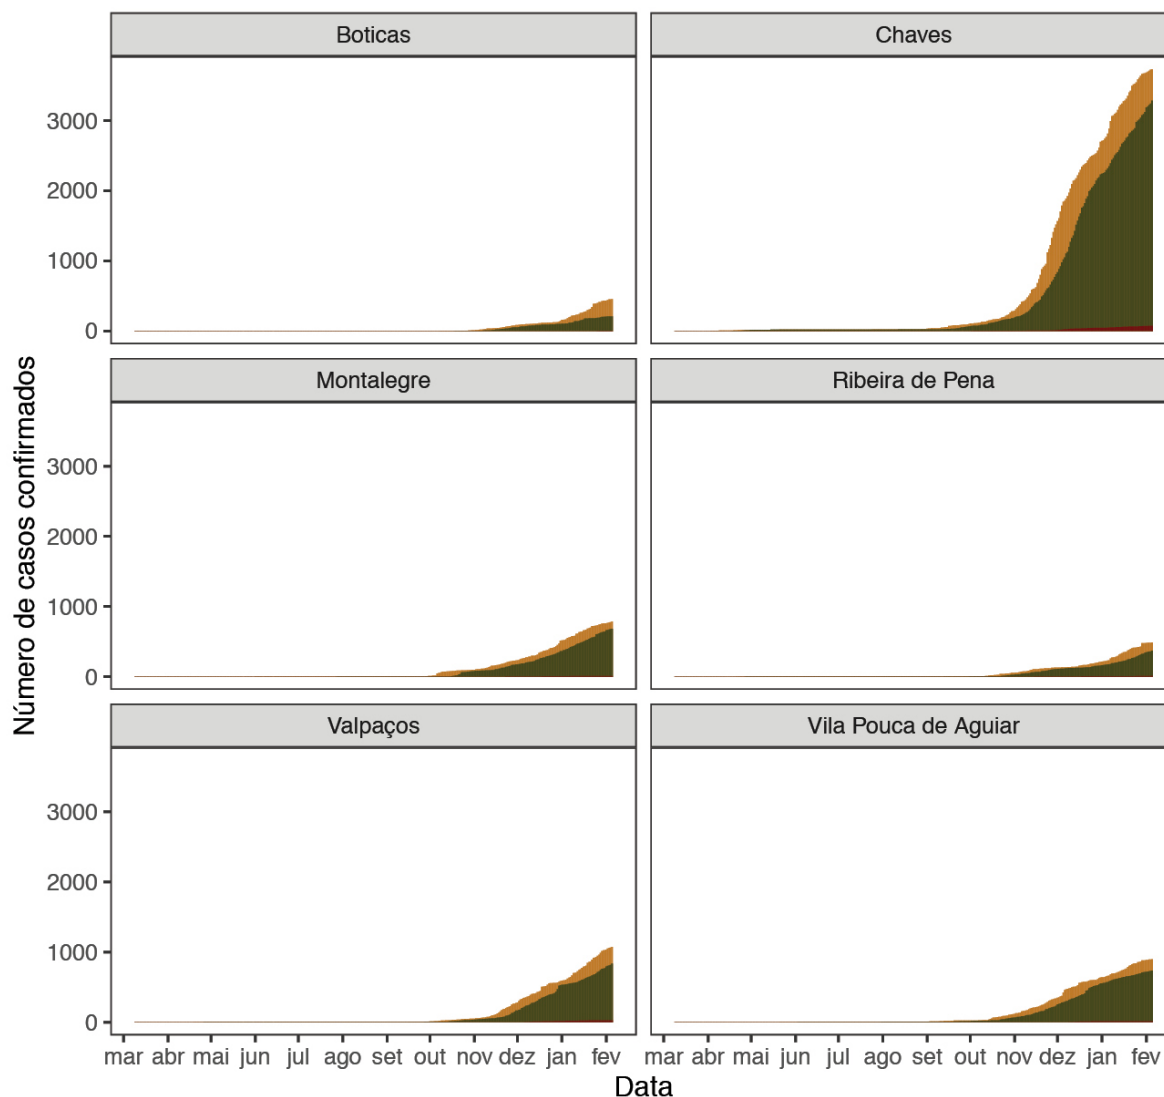 Boticas
Chaves
3000
2000
1000
0
Montalegre
Ribeira de Pena
3000
2000
1000
0
Valpaços
Vila Pouca de Aguiar
3000
2000
1000
0
Número de casos confirmados
mar abr mai jun jul ago set out nov dez jan fev
mar abr mai jun jul ago set out nov dez jan fev
Data